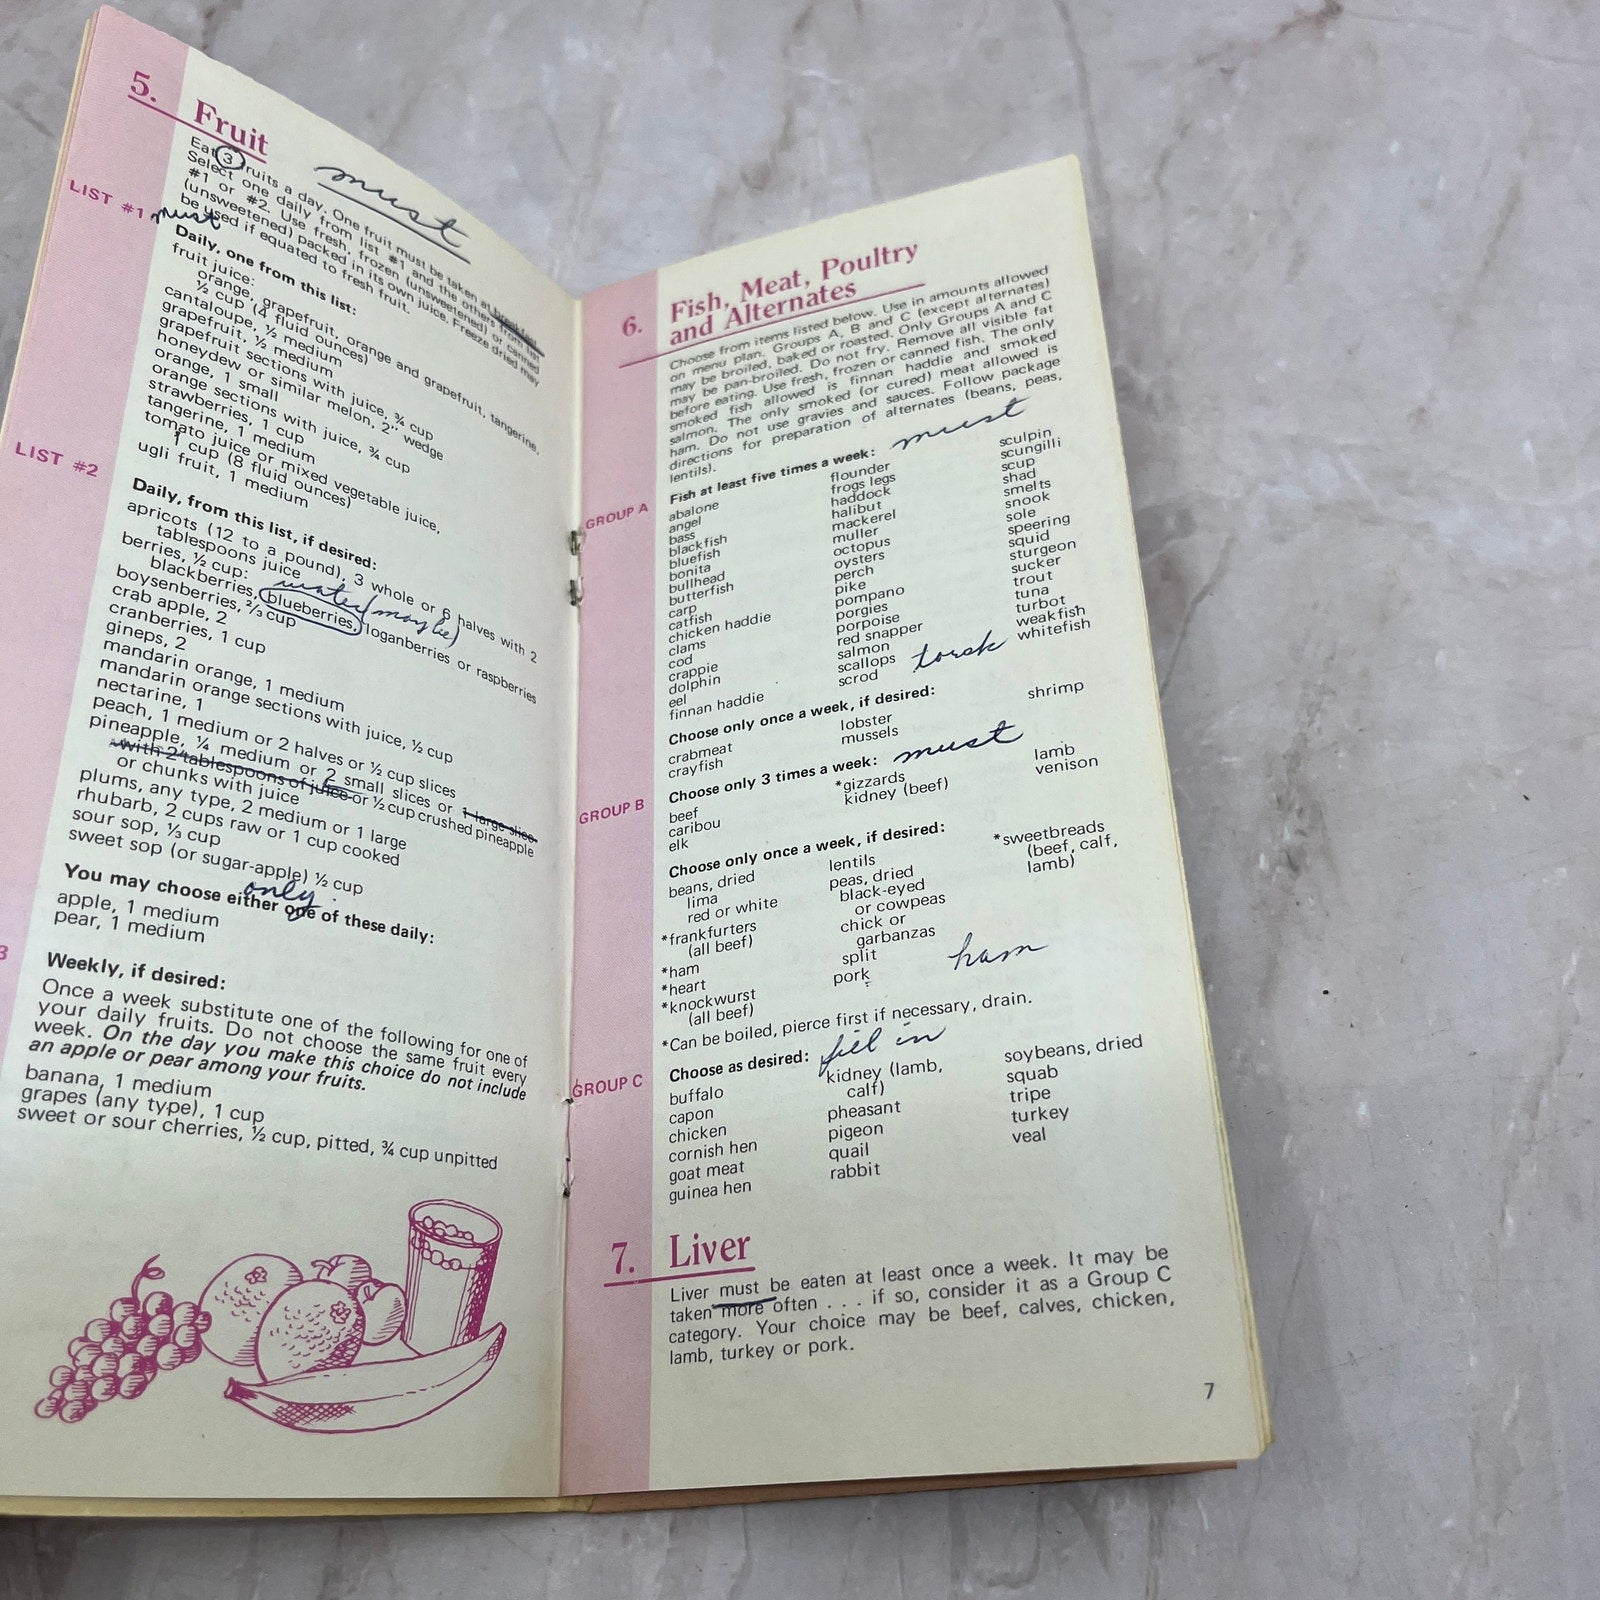 5. Fruit
must
Eat 3 fruits a day. One fruit must be taken at breakfast.
Select one daily from list #1 and the others from list
#1 or #2. Use fresh, frozen (unsweetened) or canned
(unsweetened) packed in its own juice. Freeze dried may
be used if equated to fresh fruit.
LIST #1
must
Daily, one from this list:
fruit juice:
orange, grapefruit, orange and grapefruit, tangerine,
½ cup (4 fluid ounces)
cantaloupe, ½ medium
grapefruit, ½ medium
grapefruit sections with juice, ¾ cup
honeydew or similar melon, 2" wedge
orange, 1 small
orange sections with juice, ¾ cup
strawberries, 1 cup
tangerine, 1 medium
tomato juice or mixed vegetable juice,
1 cup (8 fluid ounces)
ugli fruit, 1 medium
LIST #2
Daily, from this list, if desired:
apricots (12 to a pound), 3 whole or 6 halves with 2
tablespoons juice
berries, ½ cup: water (may be)
blackberries, blueberries, loganberries or raspberries
boysenberries, ⅔ cup
crab apple, 2
cranberries, 1 cup
gineps, 2
mandarin orange, 1 medium
mandarin orange sections with juice, ½ cup
nectarine, 1
peach, 1 medium or 2 halves or ½ cup slices
pineapple, ¼ medium or 2 small slices or 1 large slice
with 2 tablespoons of juice or ½ cup crushed pineapple
or chunks with juice
plums, any type, 2 medium or 1 large
rhubarb, 2 cups raw or 1 cup cooked
sour sop, ⅓ cup
sweet sop (or sugar-apple) ½ cup
only
You may choose either one of these daily:
apple, 1 medium
pear, 1 medium
3
Weekly, if desired:
Once a week substitute one of the following for one of
your daily fruits. Do not choose the same fruit every
week. On the day you make this choice do not include
an apple or pear among your fruits.
banana, 1 medium
grapes (any type), 1 cup
sweet or sour cherries, ½ cup, pitted, ¾ cup unpitted
6. Fish, Meat, Poultry
and Alternates
Choose from items listed below. Use in amounts allowed
on menu plan. Groups A, B and C (except alternates)
may be broiled, baked or roasted. Only Groups A and C
may be pan-broiled. Do not fry. Remove all visible fat
before eating. Use fresh, frozen or canned fish. The only
smoked fish allowed is finnan haddie and smoked
salmon. The only smoked (or cured) meat allowed is
ham. Do not use gravies and sauces. Follow package
directions for preparation of alternates (beans, peas,
lentils).
GROUP A
Fish at least five times a week: must
abalone
angel
bass
blackfish
bluefish
bonita
bullhead
butterfish
carp
catfish
chicken haddie
clams
cod
crappie
dolphin
eel
finnan haddie
flounder
frogs legs
haddock
halibut
mackerel
muller
octopus
oysters
perch
pike
pompano
porgies
porpoise
red snapper
salmon
scallops
scrod
torsk
sculpin
scungilli
scup
shad
smelts
snook
sole
speering
squid
sturgeon
sucker
trout
tuna
turbot
weakfish
whitefish
Choose only once a week, if desired:
crabmeat
crayfish
lobster
mussels
shrimp
GROUP B
Choose only 3 times a week: must
beef
caribou
elk
*gizzards
kidney (beef)
lamb
venison
Choose only once a week, if desired:
beans, dried
lima
red or white
*frankfurters
(all beef)
*ham
*heart
*knockwurst
(all beef)
lentils
peas, dried
black-eyed
or cowpeas
chick or
garbanzas
split
pork
*sweetbreads
(beef, calf,
lamb)
ham
*Can be boiled, pierce first if necessary, drain.
GROUP C
Choose as desired: fill in
buffalo
capon
chicken
cornish hen
goat meat
guinea hen
kidney (lamb,
calf)
pheasant
pigeon
quail
rabbit
soybeans, dried
squab
tripe
turkey
veal
7. Liver
Liver must be eaten at least once a week. It may be
taken more often . . . if so, consider it as a Group C
category. Your choice may be beef, calves, chicken,
lamb, turkey or pork.
7